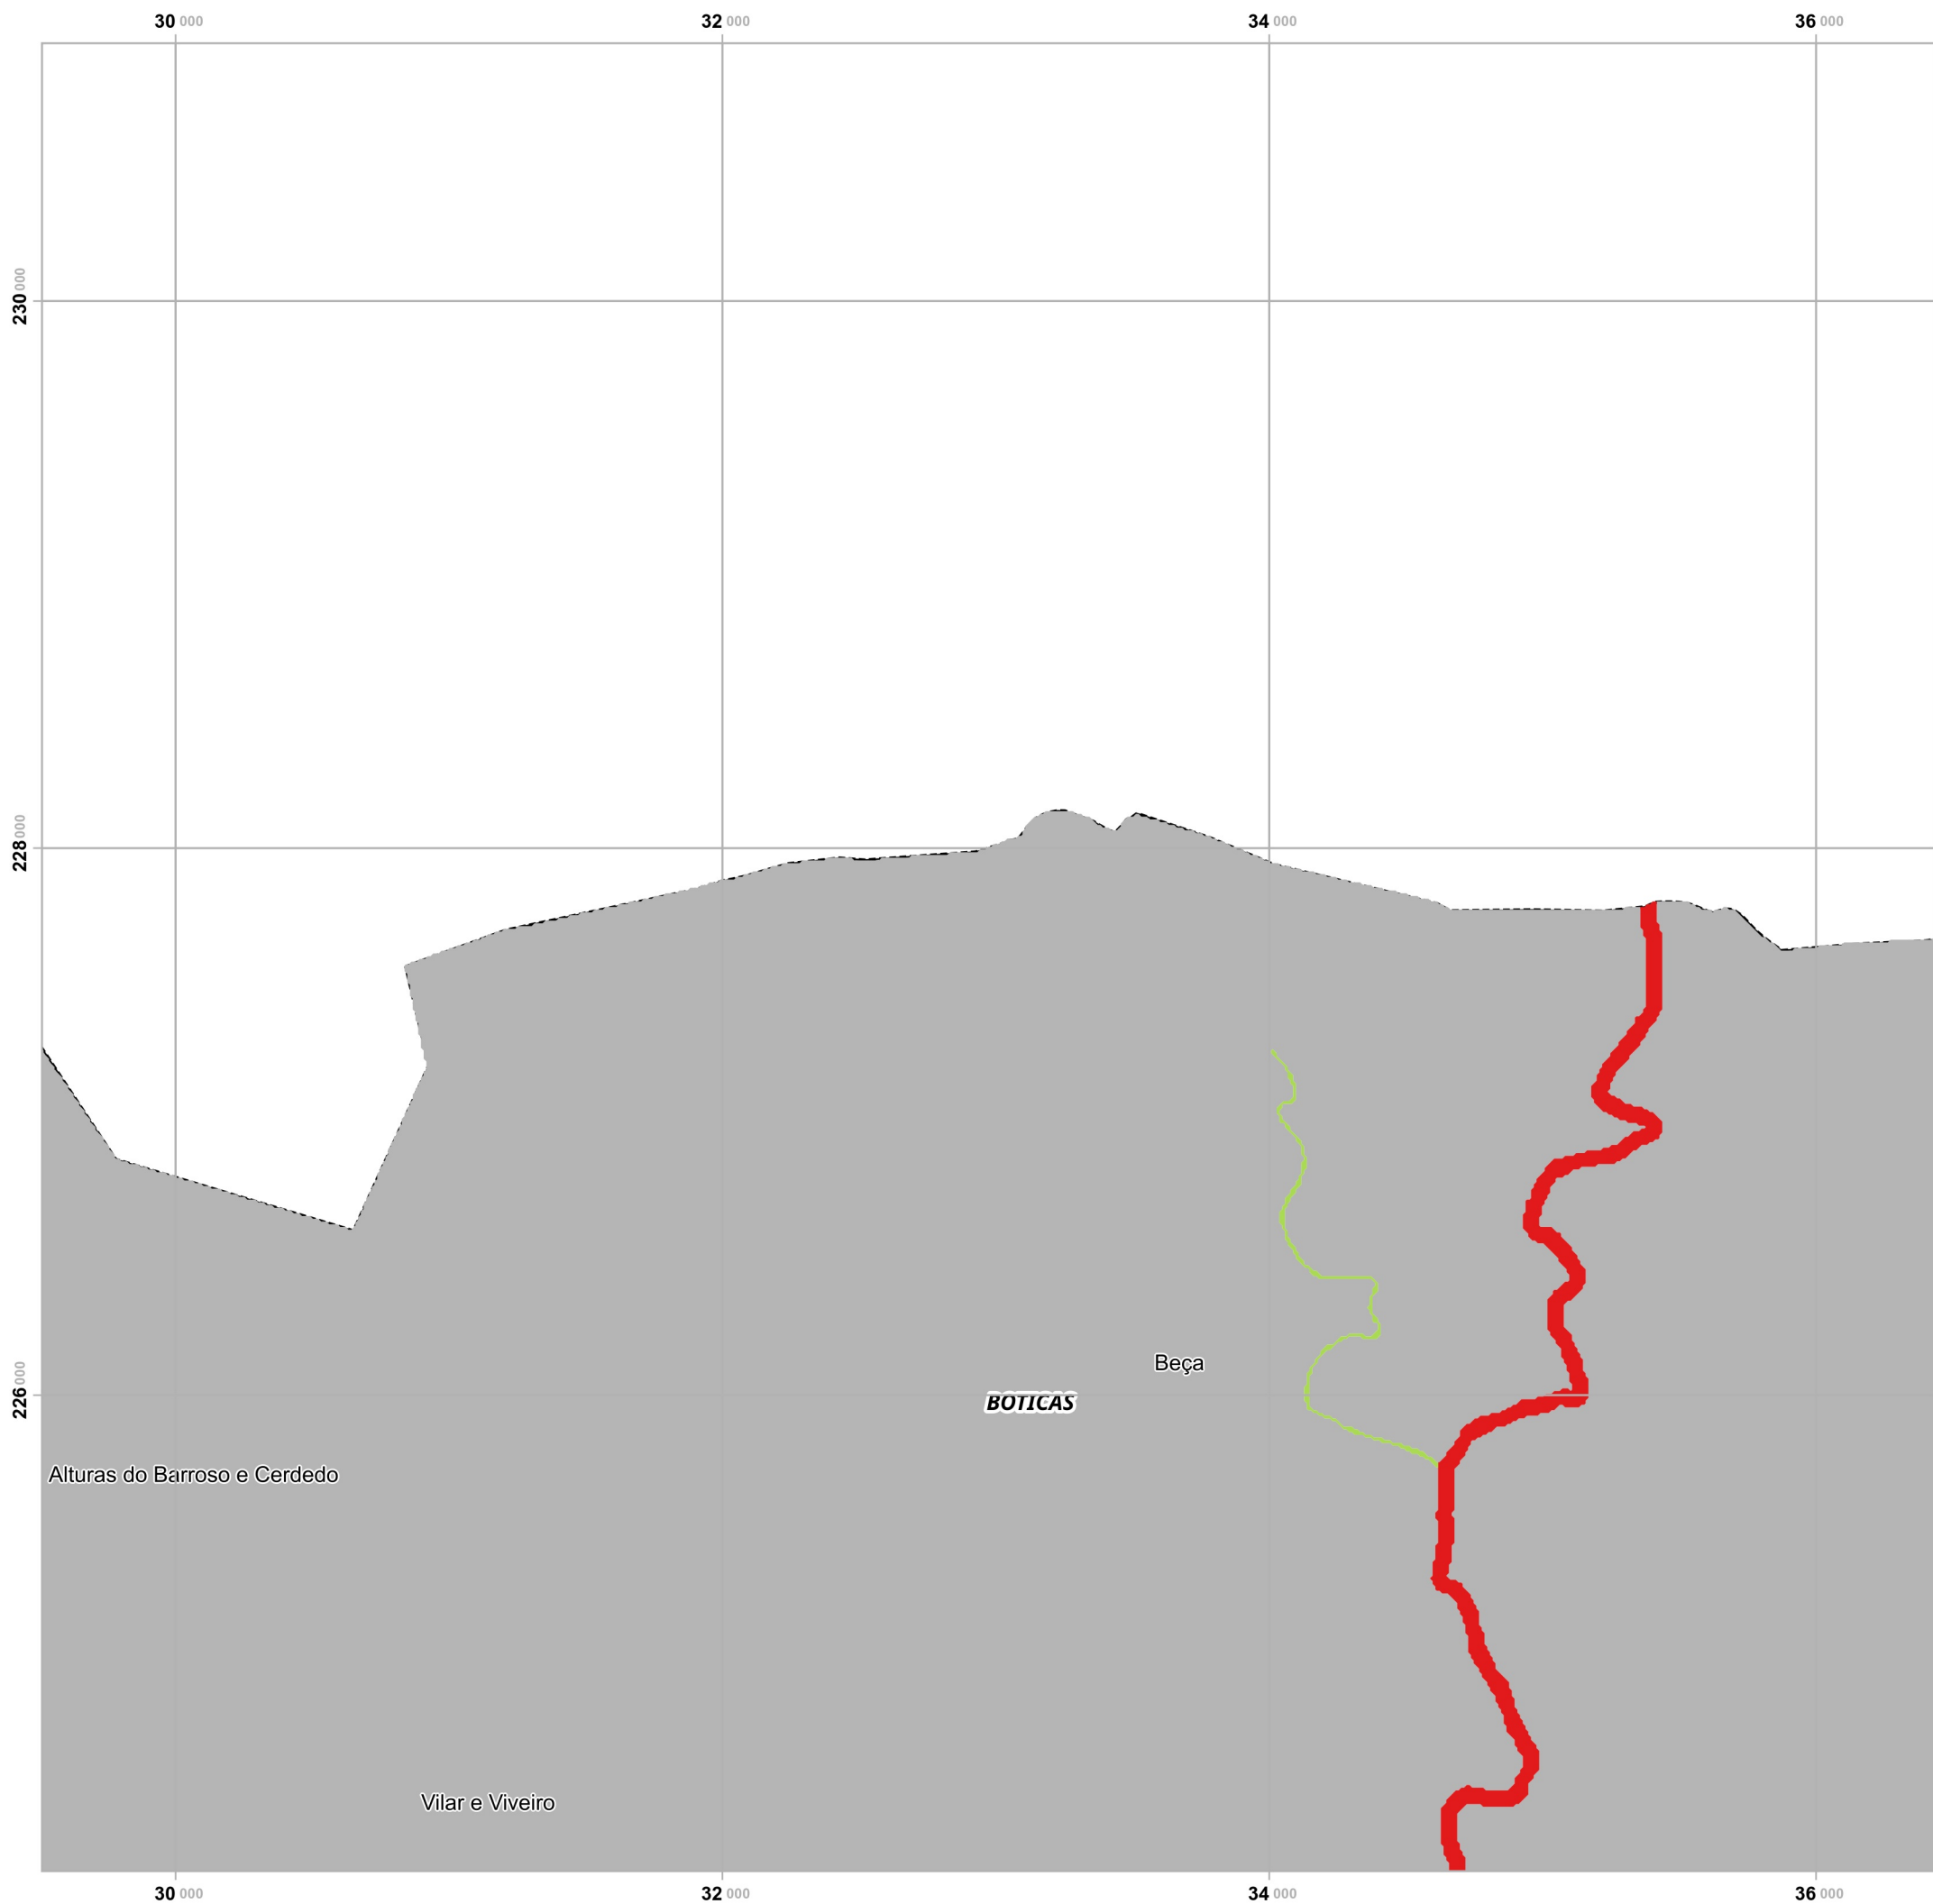 30 000 32 000 34 000 36 000
230 000
228 000
226 000
Beça
BOTICAS
Alturas do Barroso e Cerdedo
Vilar e Viveiro
30 000 32 000 34 000 36 000